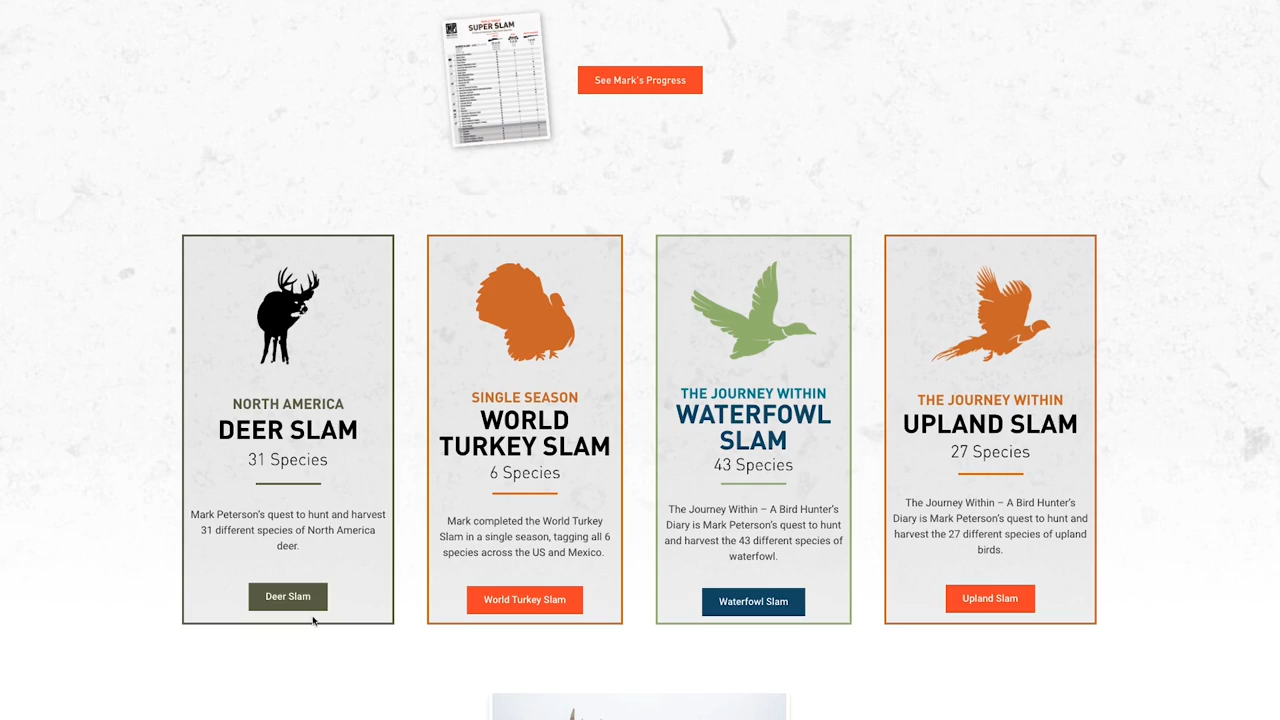 SUPER SLAM
See Mark's Progress
NORTH AMERICA
DEER SLAM
31 Species
Mark Peterson's quest to hunt and harvest
31 different species of North America
deer.
Deer Slam
SINGLE SEASON
WORLD
TURKEY SLAM
6 Species
Mark completed the World Turkey
Slam in a single season, tagging all 6
species across the US and Mexico.
World Turkey Slam
THE JOURNEY WITHIN
WATERFOWL
SLAM
43 Species
The Journey Within – A Bird Hunter's
Diary is Mark Peterson's quest to hunt
and harvest the 43 different species of
waterfowl.
Waterfowl Slam
THE JOURNEY WITHIN
UPLAND SLAM
27 Species
The Journey Within – A Bird Hunter's
Diary is Mark Peterson's quest to hunt and
harvest the 27 different species of upland
birds.
Upland Slam